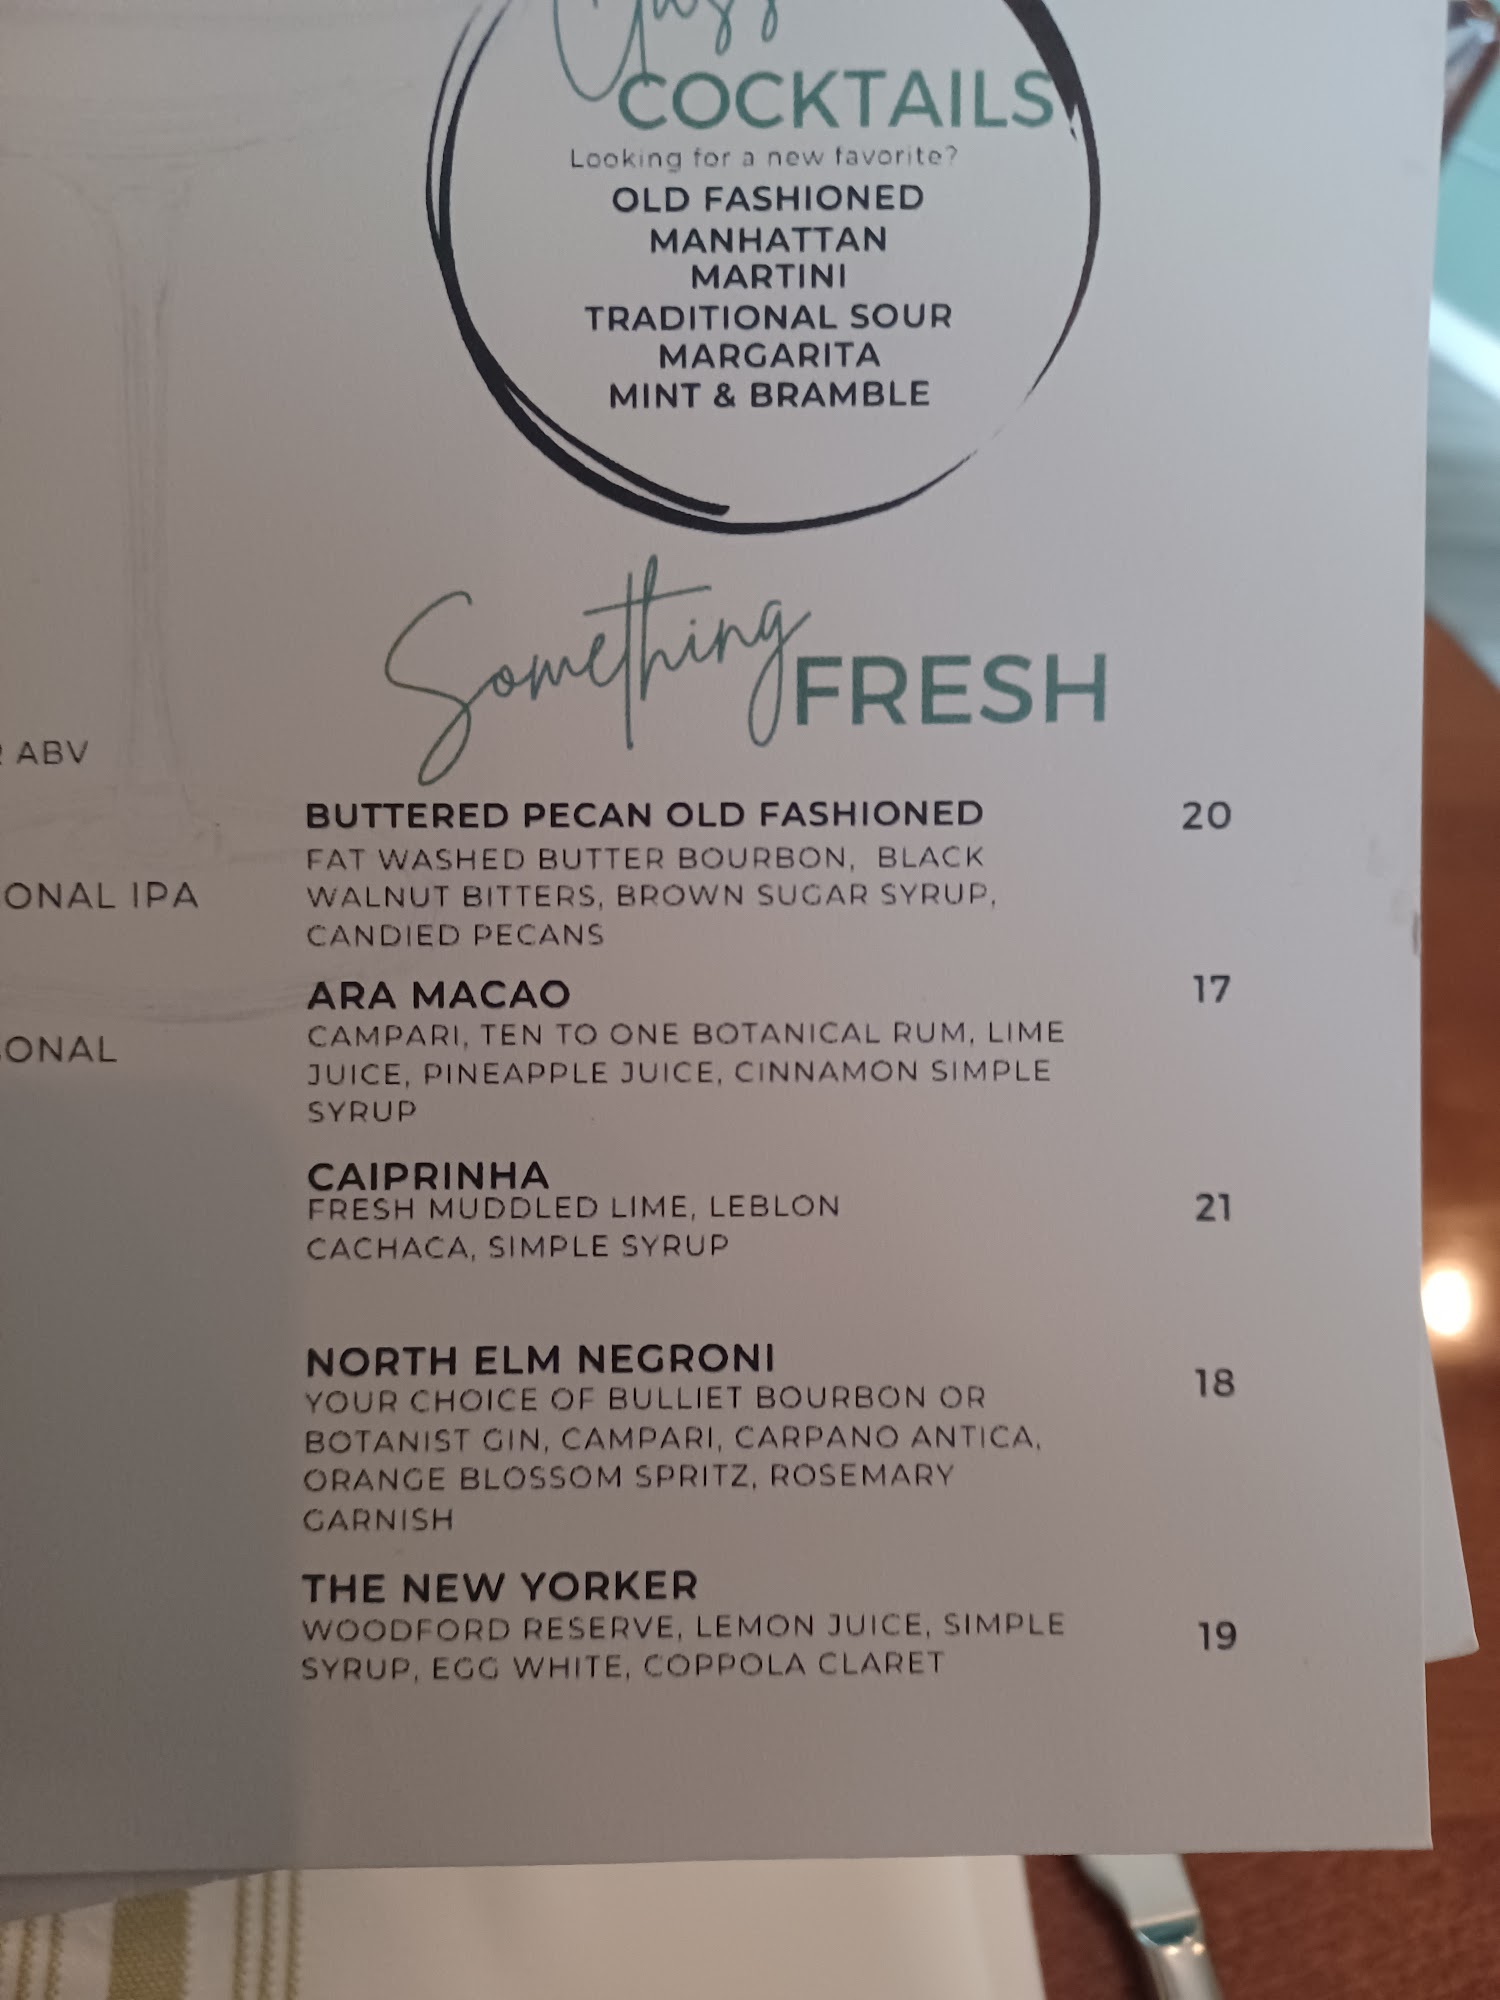 COCKTAILS
Looking for a new favorite?
OLD FASHIONED
MANHATTAN
MARTINI
TRADITIONAL SOUR
MARGARITA
MINT & BRAMBLE
Something FRESH
ABV
ONAL IPA
ONAL
BUTTERED PECAN OLD FASHIONED 20
FAT WASHED BUTTER BOURBON, BLACK
WALNUT BITTERS, BROWN SUGAR SYRUP,
CANDIED PECANS
ARA MACAO 17
CAMPARI, TEN TO ONE BOTANICAL RUM, LIME
JUICE, PINEAPPLE JUICE, CINNAMON SIMPLE
SYRUP
CAIPRINHA
FRESH MUDDLED LIME, LEBLON 21
CACHACA, SIMPLE SYRUP
NORTH ELM NEGRONI 18
YOUR CHOICE OF BULLIET BOURBON OR
BOTANIST GIN, CAMPARI, CARPANO ANTICA,
ORANGE BLOSSOM SPRITZ, ROSEMARY
GARNISH
THE NEW YORKER
WOODFORD RESERVE, LEMON JUICE, SIMPLE 19
SYRUP, EGG WHITE, COPPOLA CLARET